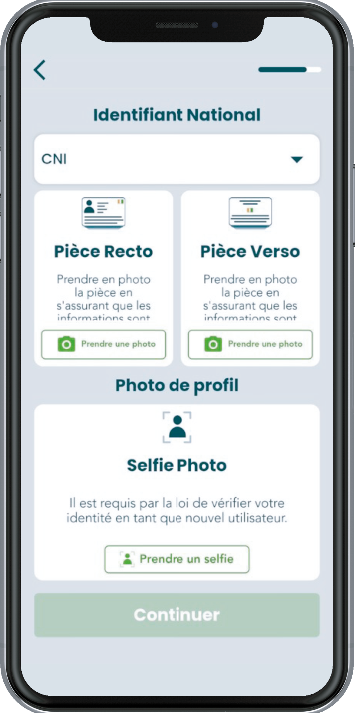 Identifiant National
CNI
Pièce Recto
Prendre en photo
la pièce en
s'assurant que les
informations sont
Prendre une photo
Pièce Verso
Prendre en photo
la pièce en
s'assurant que les
informations sont
Prendre une photo
Photo de profil
Selfie Photo
Il est requis par la loi de vérifier votre
identité en tant que nouvel utilisateur.
Prendre un selfie
Continuer